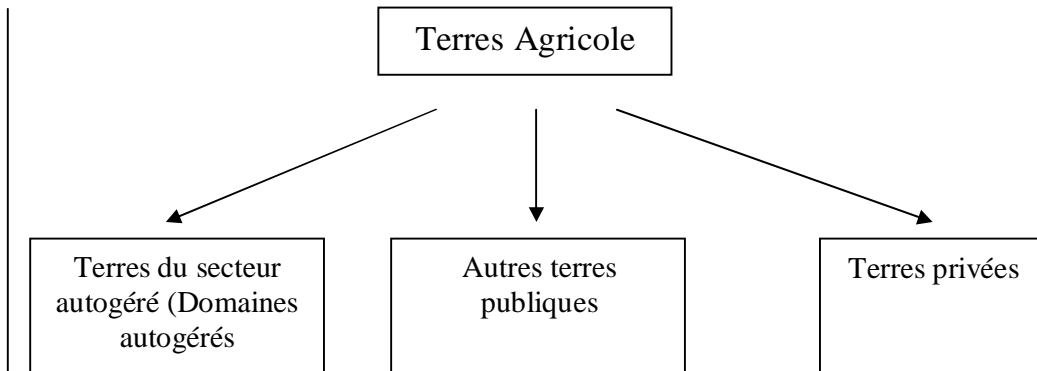 Terres Agricole
Terres du secteur
autogéré (Domaines
autogérés
Autres terres
publiques
Terres privées